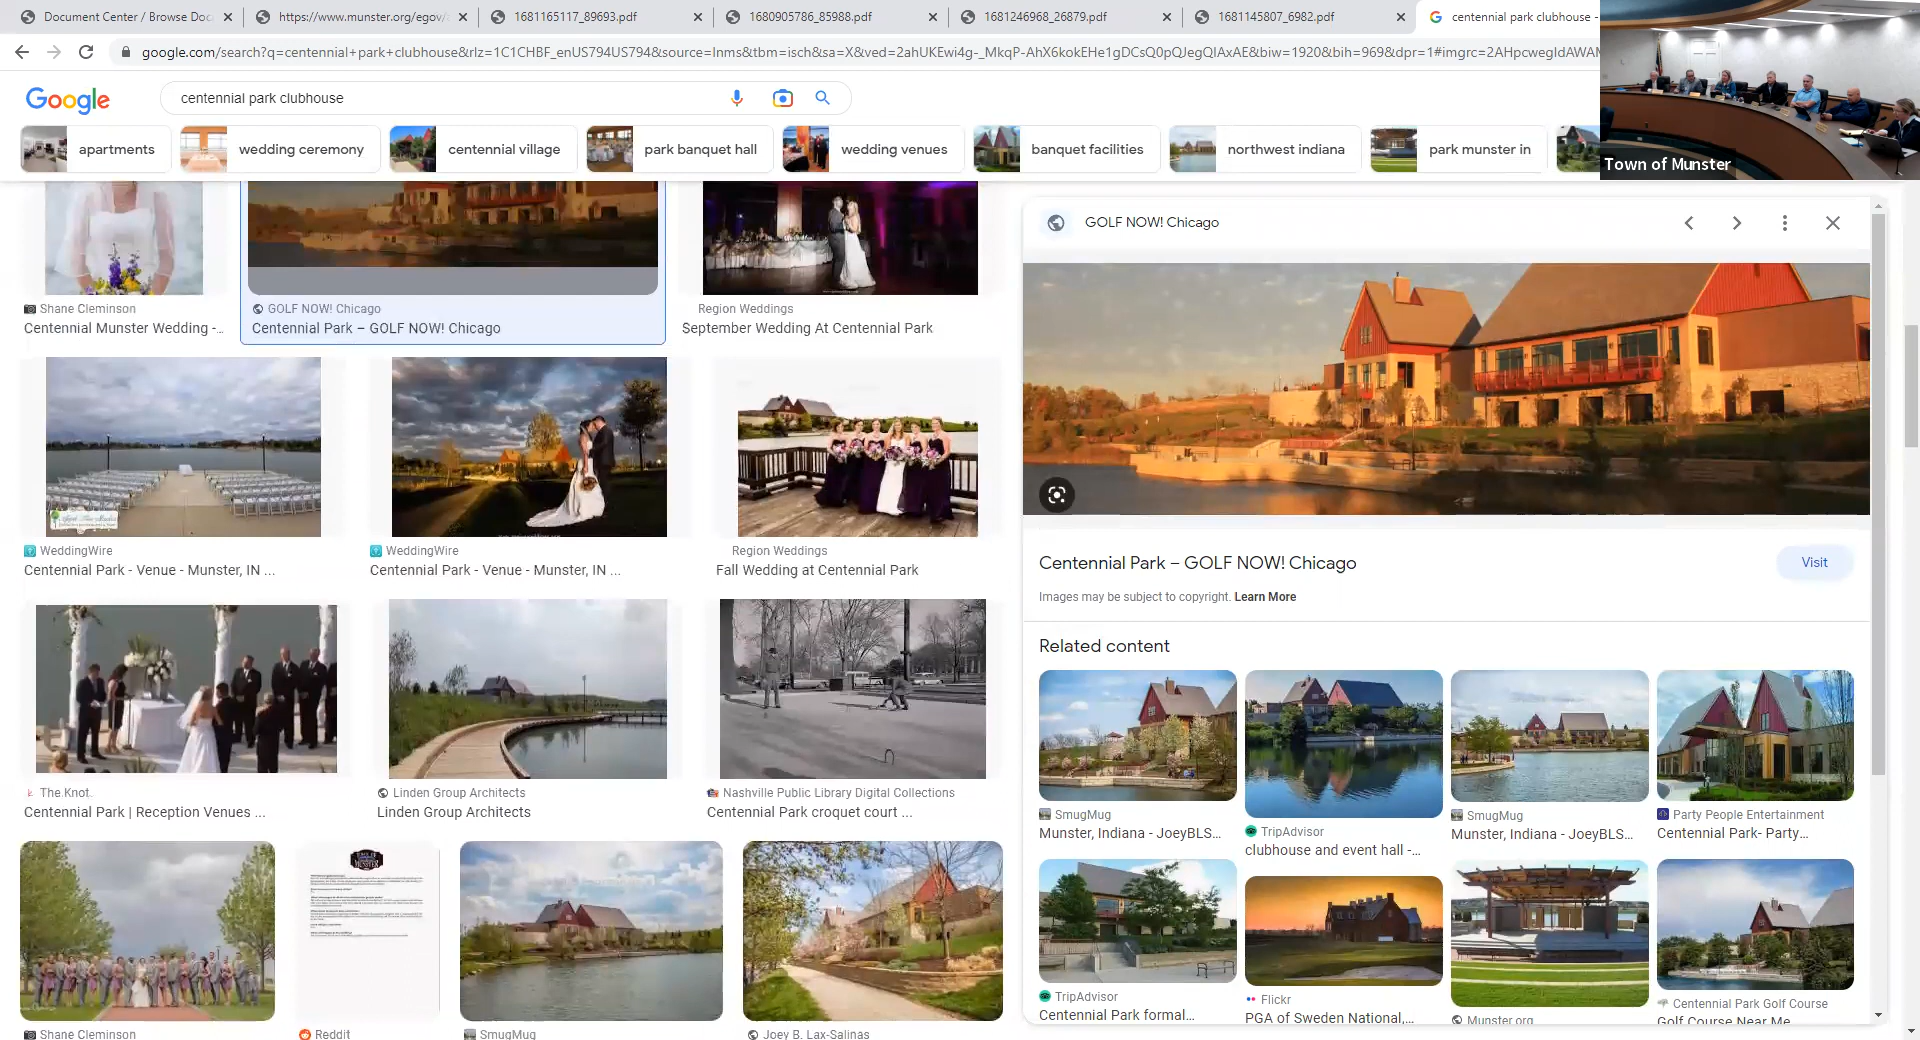 Document Center / Browse Doc
https://www.munster.org/egov/
1681165117_89693.pdf
1680905786_85988.pdf
1681246968_26879.pdf
1681145807_6982.pdf
centennial park clubhouse -
google.com/search?q=centennial+park+clubhouse&rlz=1C1CHBF_enUS794US794&source=lnms&tbm=isch&sa=X&ved=2ahUKEwi4g-_MkqP-AhX6kokEHe1gDCsQ0pQJegQIAxAE&biw=1920&bih=969&dpr=1#imgrc=2AHpcwegIdAWAM
Google
centennial park clubhouse
apartments
wedding ceremony
centennial village
park banquet hall
wedding venues
banquet facilities
northwest indiana
park munster in
Town of Munster
Shane Cleminson
Centennial Munster Wedding -...
GOLF NOW! Chicago
Centennial Park – GOLF NOW! Chicago
Region Weddings
September Wedding At Centennial Park
WeddingWire
Centennial Park - Venue - Munster, IN ...
WeddingWire
Centennial Park - Venue - Munster, IN ...
Region Weddings
Fall Wedding at Centennial Park
The Knot
Centennial Park | Reception Venues ...
Linden Group Architects
Linden Group Architects
Nashville Public Library Digital Collections
Centennial Park croquet court ...
MUNSTER
Shane Cleminson
Reddit
SmugMug
Joey B. Lax-Salinas
GOLF NOW! Chicago
Centennial Park – GOLF NOW! Chicago
Visit
Images may be subject to copyright. Learn More
Related content
SmugMug
Munster, Indiana - JoeyBLS...
TripAdvisor
clubhouse and event hall -...
SmugMug
Munster, Indiana - JoeyBLS...
Party People Entertainment
Centennial Park- Party...
TripAdvisor
Centennial Park formal...
Flickr
PGA of Sweden National,...
Munster.org
Centennial Park Golf Course
Golf Course Near Me